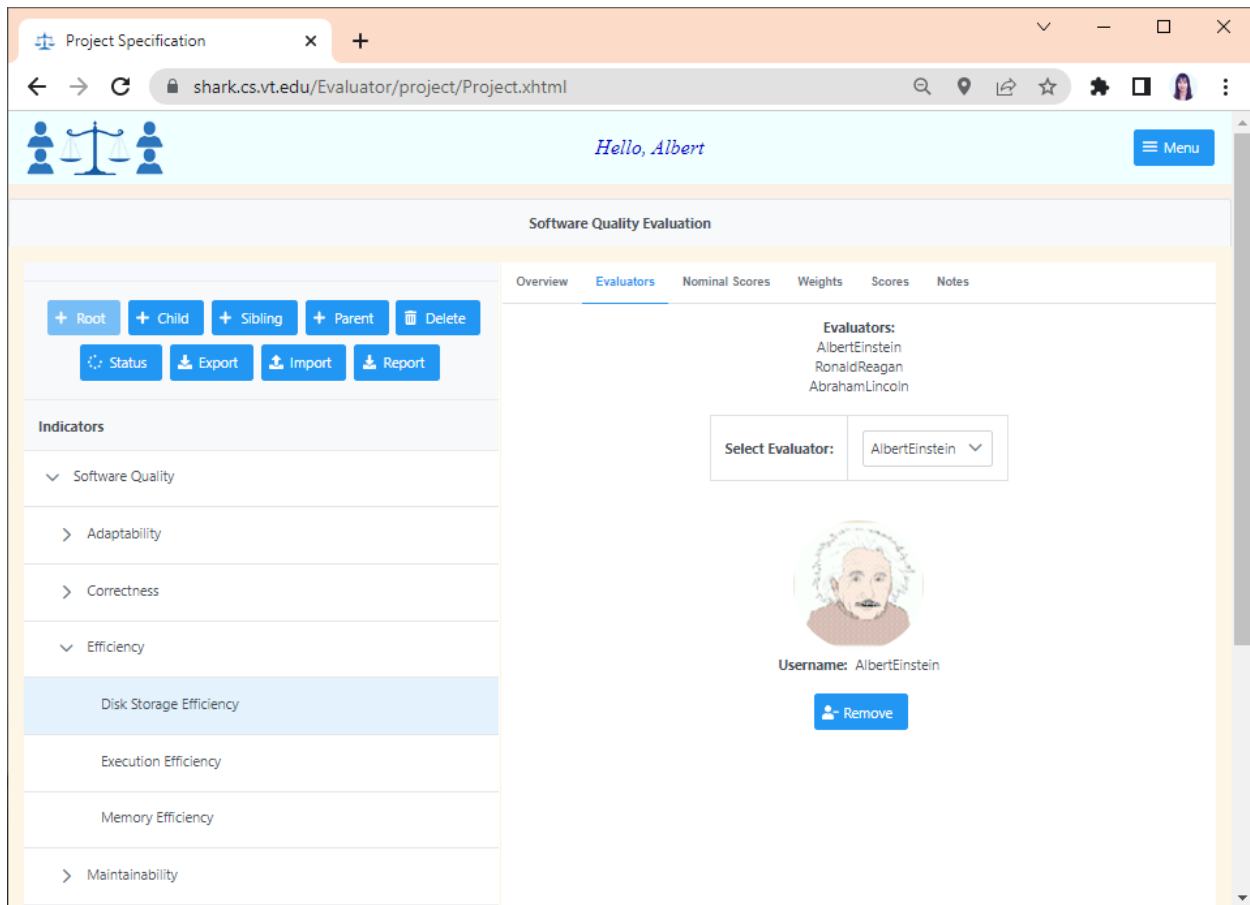 Project Specification
shark.cs.vt.edu/Evaluator/project/Project.xhtml
Hello, Albert
Menu
Software Quality Evaluation
Root Child Sibling Parent Delete
Status Export Import Report
Indicators
Software Quality
Adaptability
Correctness
Efficiency
Disk Storage Efficiency
Execution Efficiency
Memory Efficiency
Maintainability
Overview Evaluators Nominal Scores Weights Scores Notes
Evaluators:
AlbertEinstein
RonaldReagan
AbrahamLincoln
Select Evaluator: AlbertEinstein
Username: AlbertEinstein
Remove